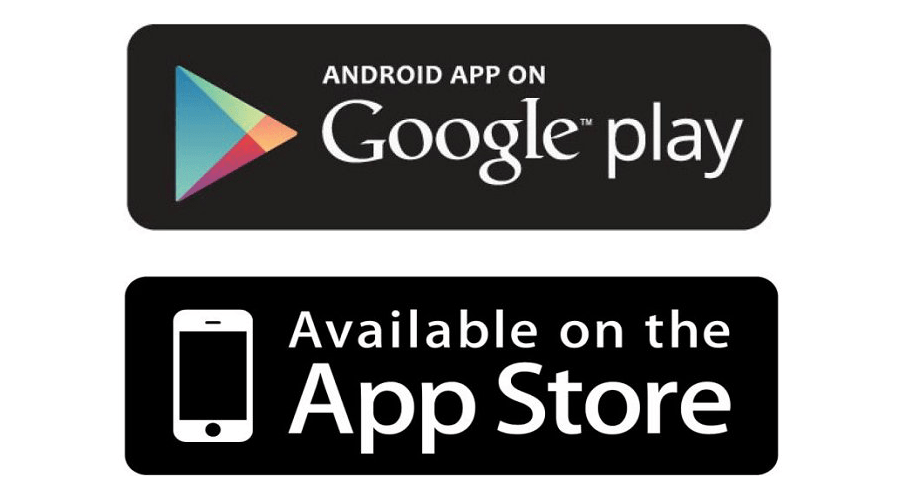 ANDROID APP ON
Google™ play
Available on the
App Store